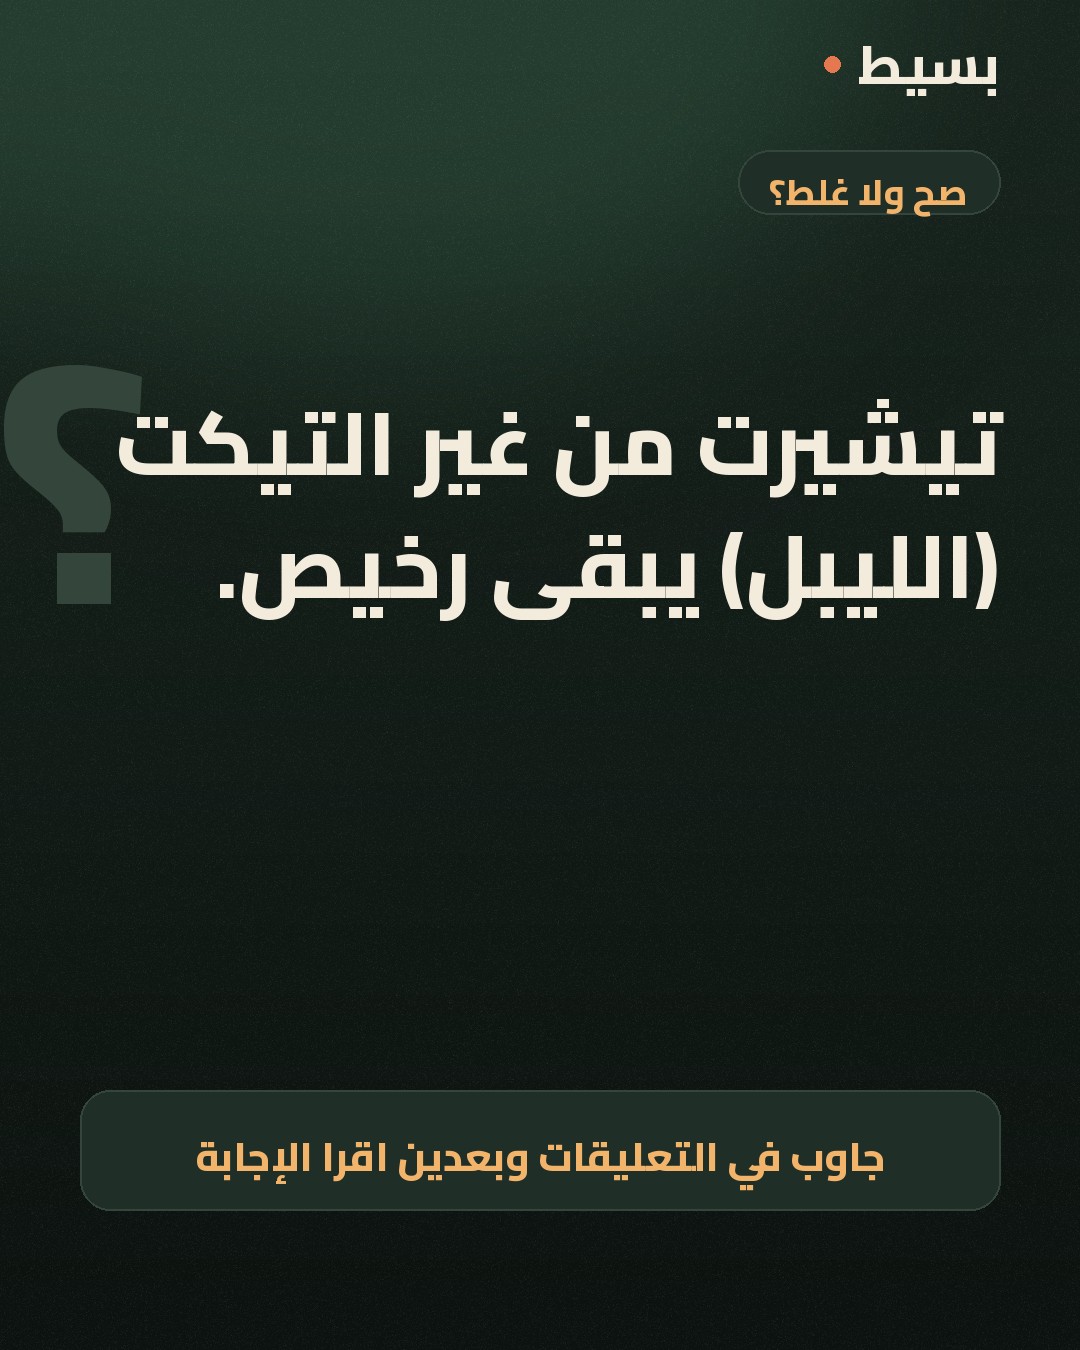 بسيط
صح ولا غلط؟
تيشيرت من غير التيكت
(الليبل) يبقى رخيص.
؟
جاوب في التعليقات وبعدين اقرا الإجابة